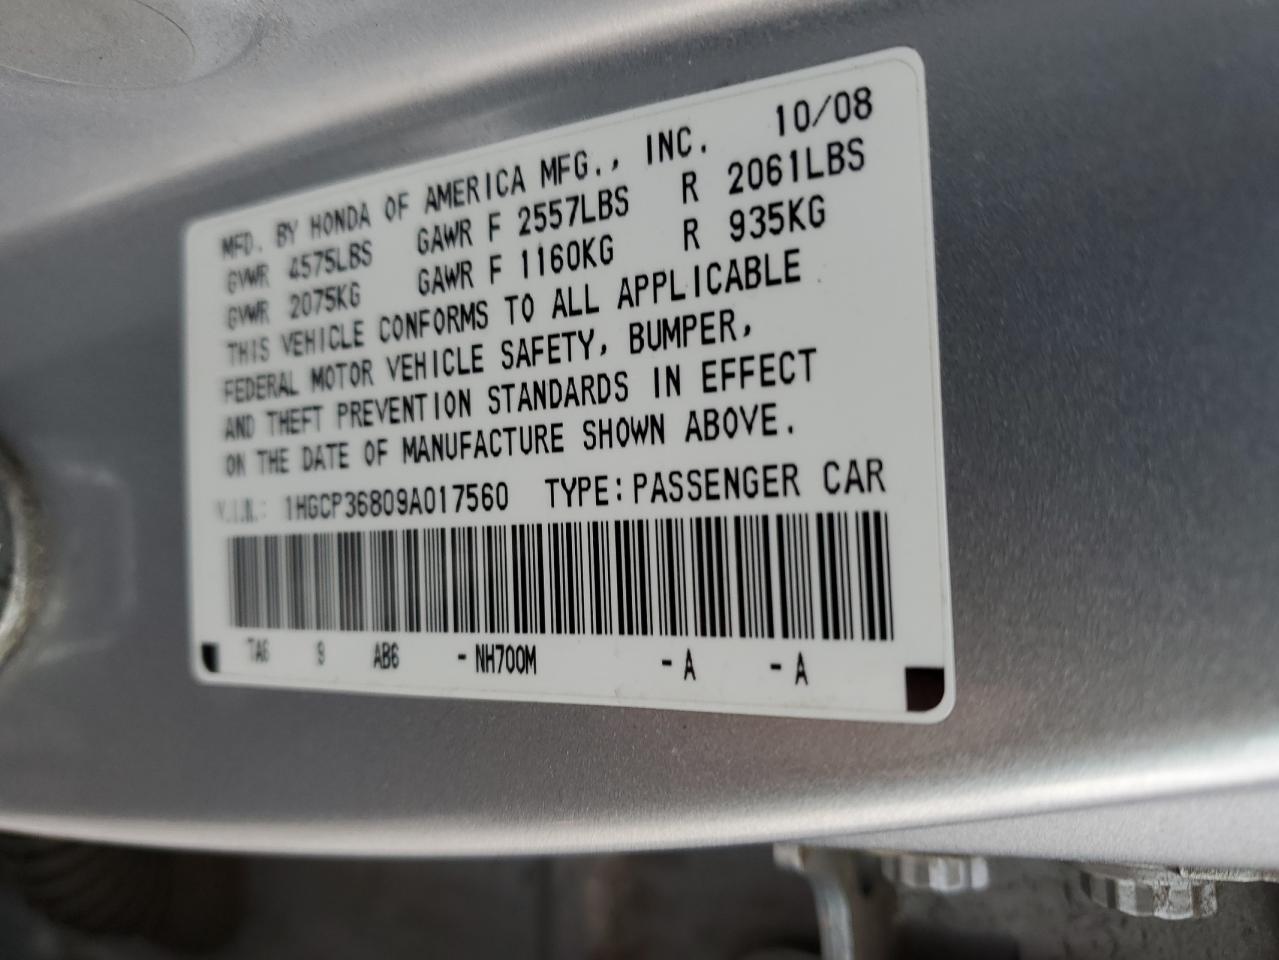 MFD. BY HONDA OF AMERICA MFG., INC. 10/08
GVWR 4575LBS GAWR F 2557LBS R 2061LBS
GVWR 2075KG GAWR F 1160KG R 935KG
THIS VEHICLE CONFORMS TO ALL APPLICABLE
FEDERAL MOTOR VEHICLE SAFETY, BUMPER,
AND THEFT PREVENTION STANDARDS IN EFFECT
ON THE DATE OF MANUFACTURE SHOWN ABOVE.
V.I.N.: 1HGCP36809A017560 TYPE:PASSENGER CAR
TA6 9 AB6 -NH700M -A -A